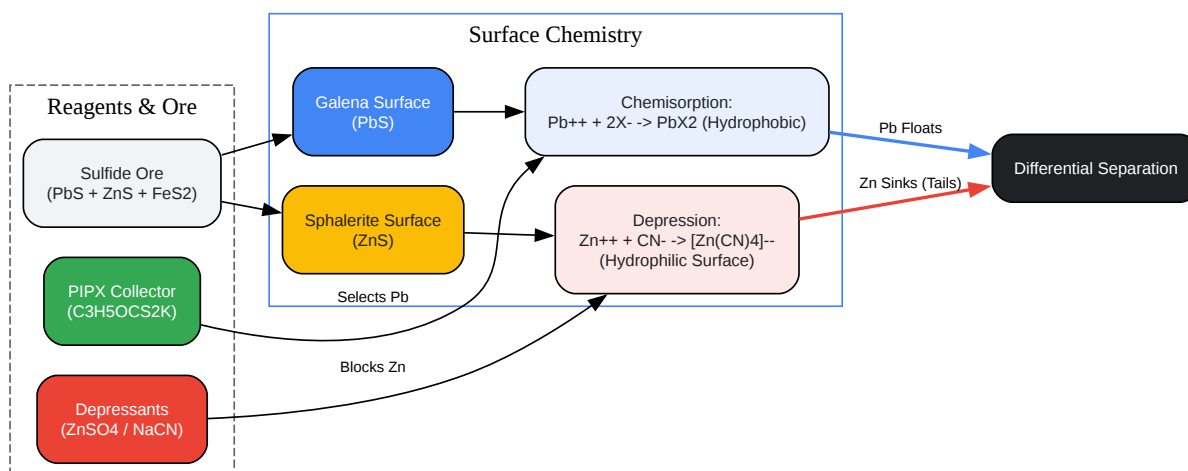 Surface Chemistry
Reagents & Ore
Galena Surface
(PbS)
Chemisorption:
Pb++ + 2X- -> PbX2 (Hydrophobic)
Sulfide Ore
(PbS + ZnS + FeS2)
Pb Floats
Differential Separation
Zn Sinks (Tails)
Sphalerite Surface
(ZnS)
Depression:
Zn++ + CN- -> [Zn(CN)4]--
(Hydrophilic Surface)
PIPX Collector
(C3H5OCS2K)
Selects Pb
Blocks Zn
Depressants
(ZnSO4 / NaCN)